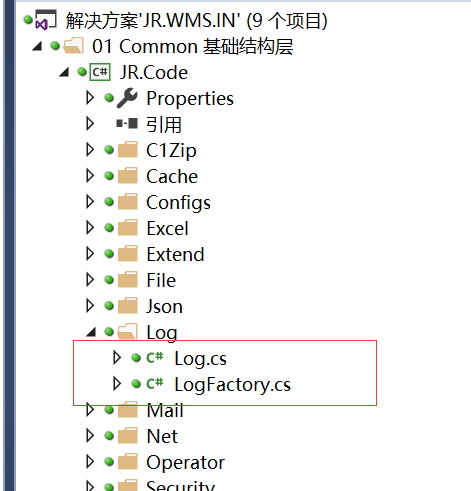 解决方案'JR.WMS.IN' (9 个项目)
01 Common 基础结构层
C# JR.Code
Properties
引用
C1Zip
Cache
Configs
Excel
Extend
File
Json
Log
C# Log.cs
C# LogFactory.cs
Mail
Net
Operator
Security